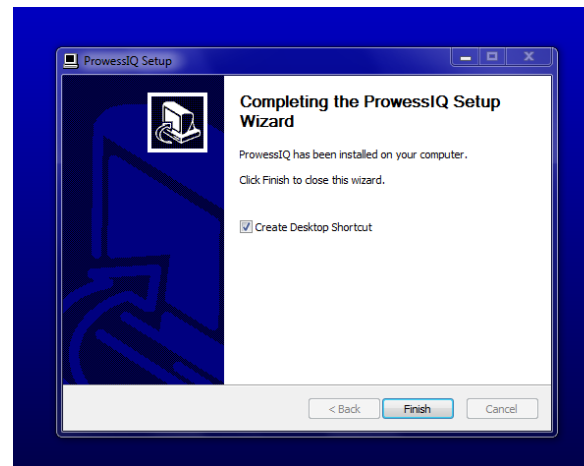 ProwessIQ Setup
Completing the ProwessIQ Setup
Wizard
ProwessIQ has been installed on your computer.
Click Finish to close this wizard.
Create Desktop Shortcut
< Back
Finish
Cancel